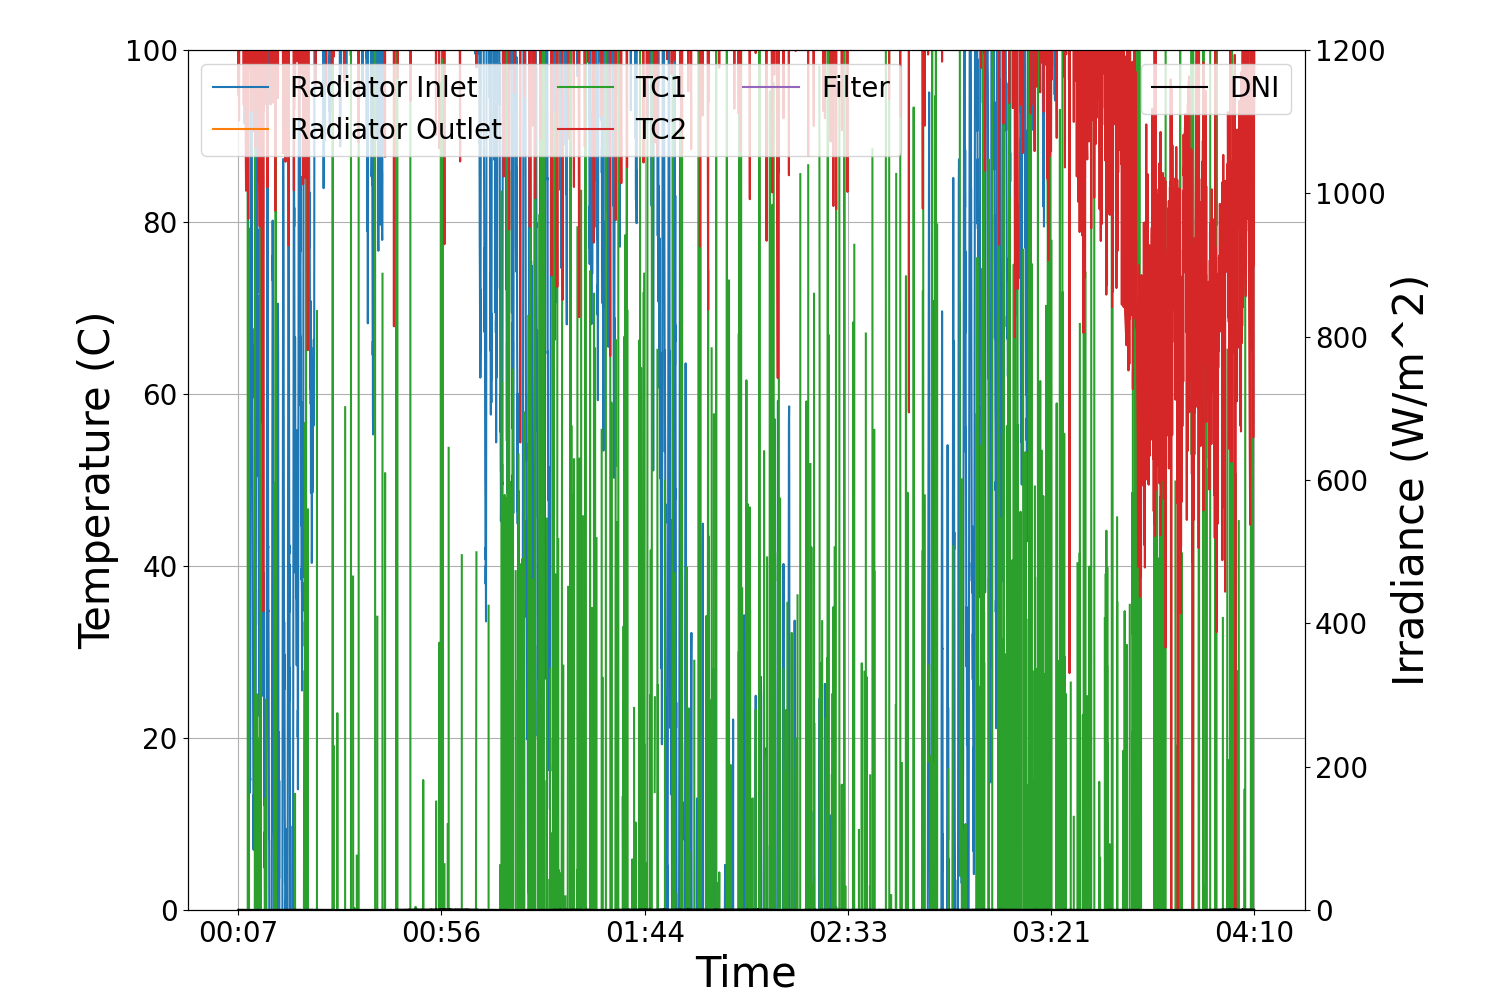 100
80
60
40
20
0
Temperature (C)
Radiator Inlet
Radiator Outlet
TC1
TC2
Filter
DNI
1200
1000
800
600
400
200
0
Irradiance (W/m^2)
00:07 00:56 01:44 02:33 03:21 04:10
Time